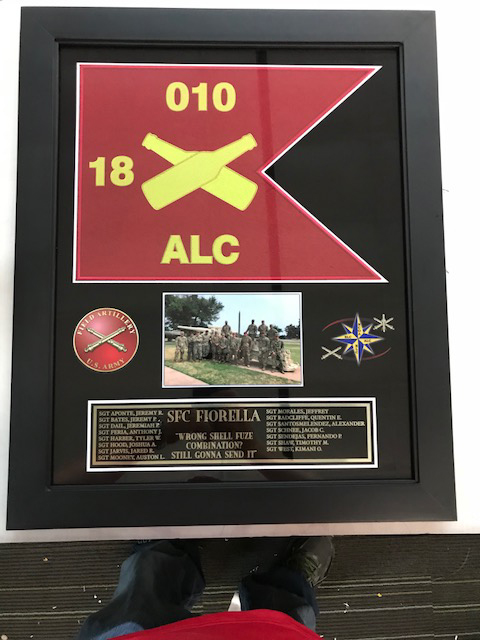 010
18
ALC
FIELD ARTILLERY
U.S. ARMY
SFC FIORELLA
"WRONG SHELL FUZE
COMBINATION?
STILL GONNA SEND IT"
SGT APONTE, JEREMY R.
SGT BATES, JEREMY P.
SGT DAIL, JEREMIAH P.
SGT FERIA, ANTHONY J.
SGT HARBER, TYLER W.
SGT HOOD, JOSHUA A.
SGT JARVIS, JARED R.
SGT MOONEY, AUSTON L.
SGT MORALES, JEFFREY
SGT RADCLIFFE, QUENTIN E.
SGT SANTOSMELENDEZ, ALEXANDER
SGT SCHNEE, JACOB C.
SGT SENDEJAS, FERNANDO P.
SGT SHAW, TIMOTHY M.
SGT WEST, KIMANI O.